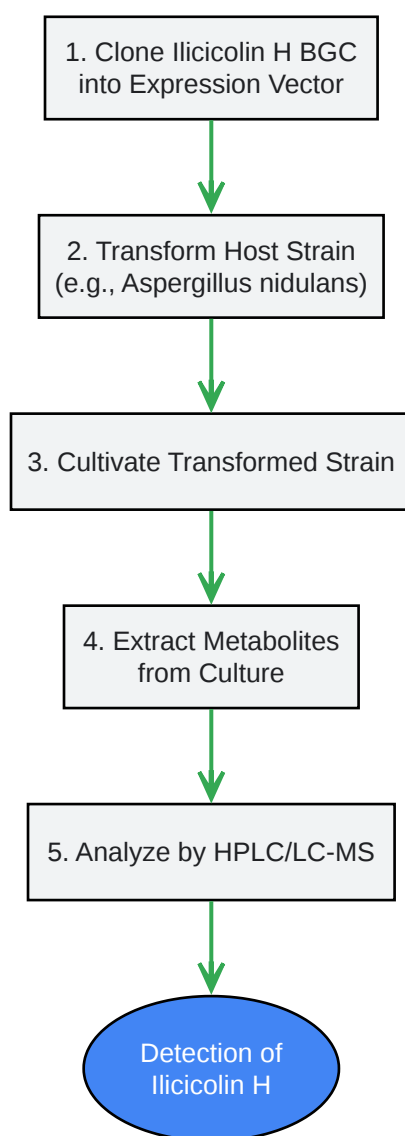 1. Clone Ilicicolin H BGC
into Expression Vector
2. Transform Host Strain
(e.g., Aspergillus nidulans)
3. Cultivate Transformed Strain
4. Extract Metabolites
from Culture
5. Analyze by HPLC/LC-MS
Detection of
Ilicicolin H